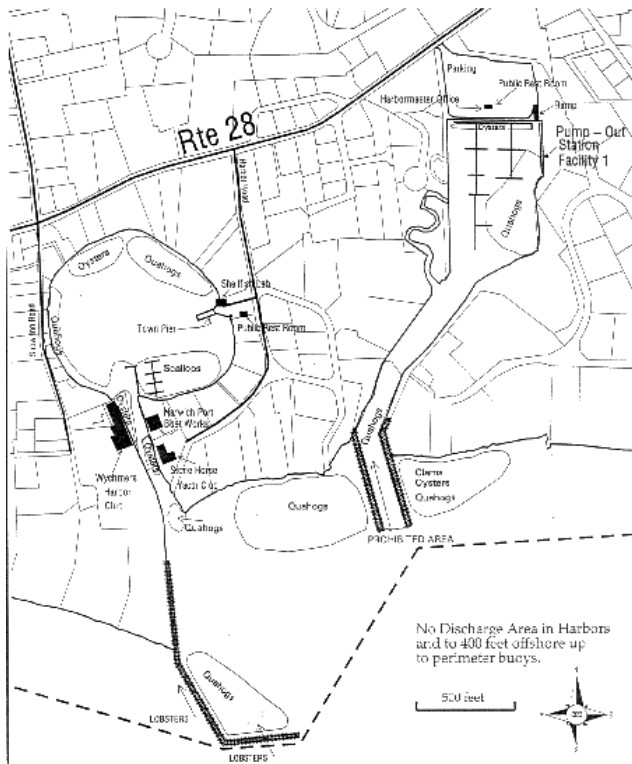 Parking
Public Rest Room
Harbormaster Office
Ramp
Rte 28
Oysters
Pump – Out
Station
Facility 1
Quahogs
Oysters
Quahogs
Shellfish Lab
Quahogs
Town Pier
Public Rest Room
Scallops
Harwich Port
Boat Works
Quahogs
Stone Horse
Yacht Club
Wychmere
Harbor
Club
Clams
Oysters
Quahogs
Quahogs
Quahogs
PROHIBITED AREA
No Discharge Area in Harbors
and to 400 feet offshore up
to perimeter buoys.
Quahogs
500 feet
LOBSTERS
LOBSTERS